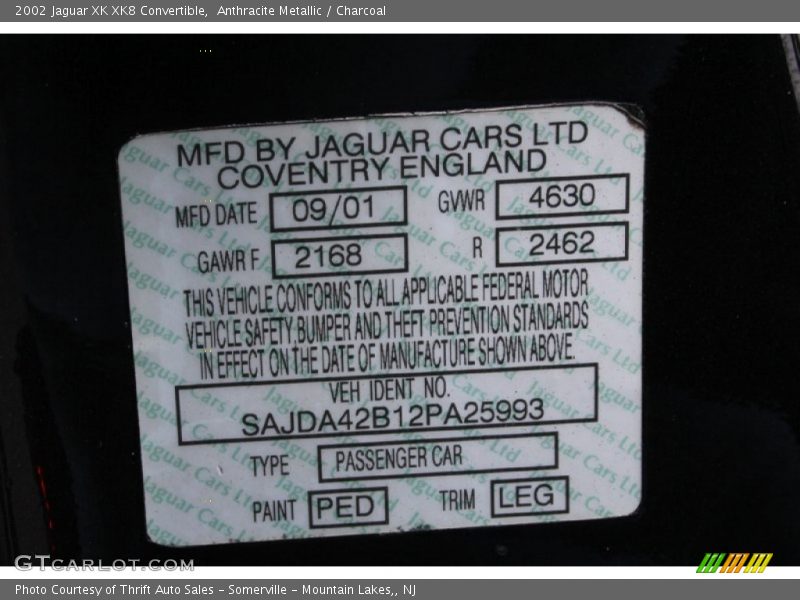 2002 Jaguar XK XK8 Convertible,  Anthracite Metallic / Charcoal
MFD BY JAGUAR CARS LTD
COVENTRY ENGLAND
MFD DATE 09/01 GVWR 4630
GAWR F 2168 R 2462
THIS VEHICLE CONFORMS TO ALL APPLICABLE FEDERAL MOTOR
VEHICLE SAFETY, BUMPER AND THEFT PREVENTION STANDARDS
IN EFFECT ON THE DATE OF MANUFACTURE SHOWN ABOVE.
VEH IDENT NO.
SAJDA42B12PA25993
TYPE PASSENGER CAR
PAINT PED TRIM LEG
GTcarlot.com
Photo Courtesy of Thrift Auto Sales - Somerville - Mountain Lakes,, NJ